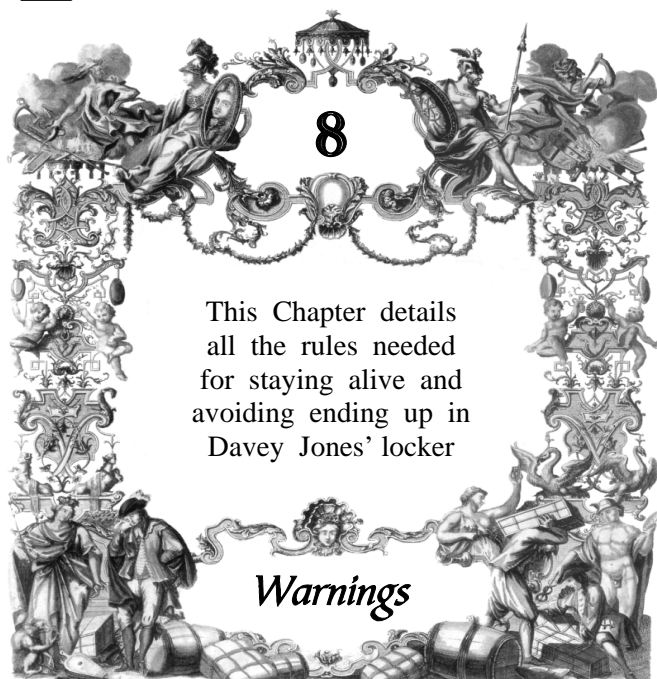 8
This Chapter details
all the rules needed
for staying alive and
avoiding ending up in
Davey Jones' locker
Warnings